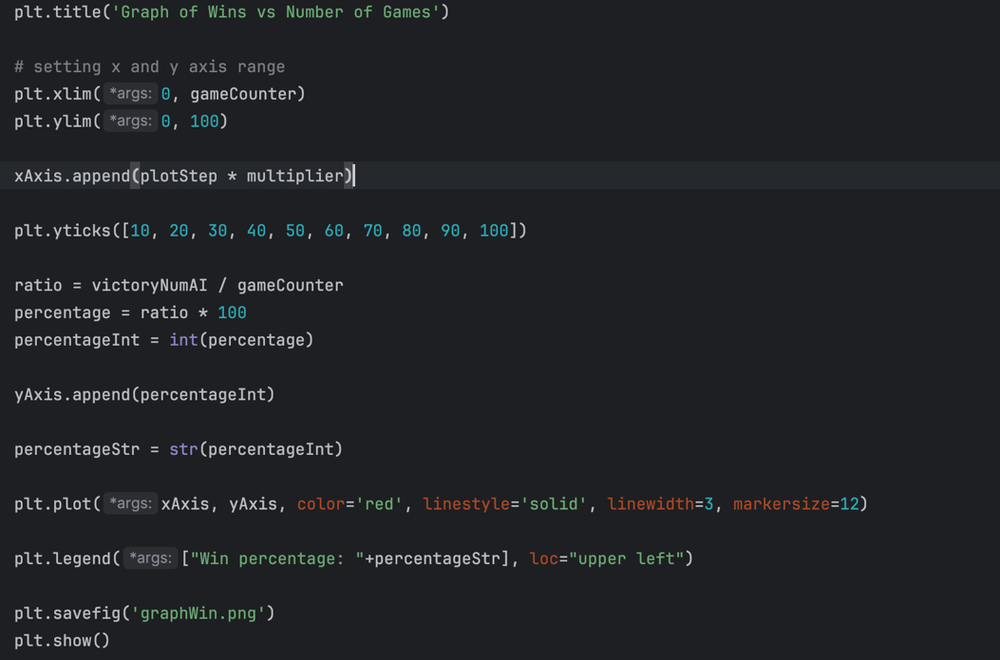 plt.title('Graph of Wins vs Number of Games')
# setting x and y axis range
plt.xlim( *args: 0, gameCounter)
plt.ylim( *args: 0, 100)
xAxis.append(plotStep * multiplier)
plt.yticks([10, 20, 30, 40, 50, 60, 70, 80, 90, 100])
ratio = victoryNumAI / gameCounter
percentage = ratio * 100
percentageInt = int(percentage)
yAxis.append(percentageInt)
percentageStr = str(percentageInt)
plt.plot( *args: xAxis, yAxis, color='red', linestyle='solid', linewidth=3, markersize=12)
plt.legend( *args: ["Win percentage: "+percentageStr], loc="upper left")
plt.savefig('graphWin.png')
plt.show()